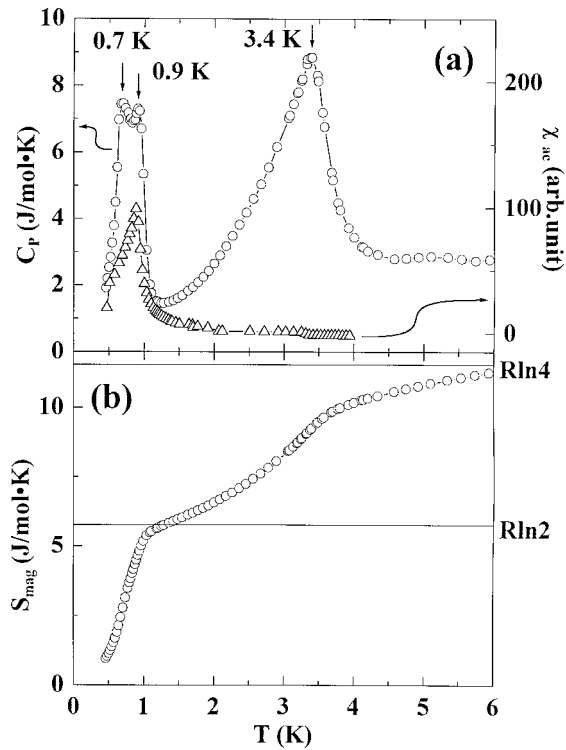 0.7 K
0.9 K
3.4 K
(a)
10
8
6
4
2
0
C_P (J/mol•K)
200
100
0
χ_ac (arb.unit)
(b)
10
5
0
S_mag (J/mol•K)
Rln4
Rln2
0 1 2 3 4 5 6
T (K)